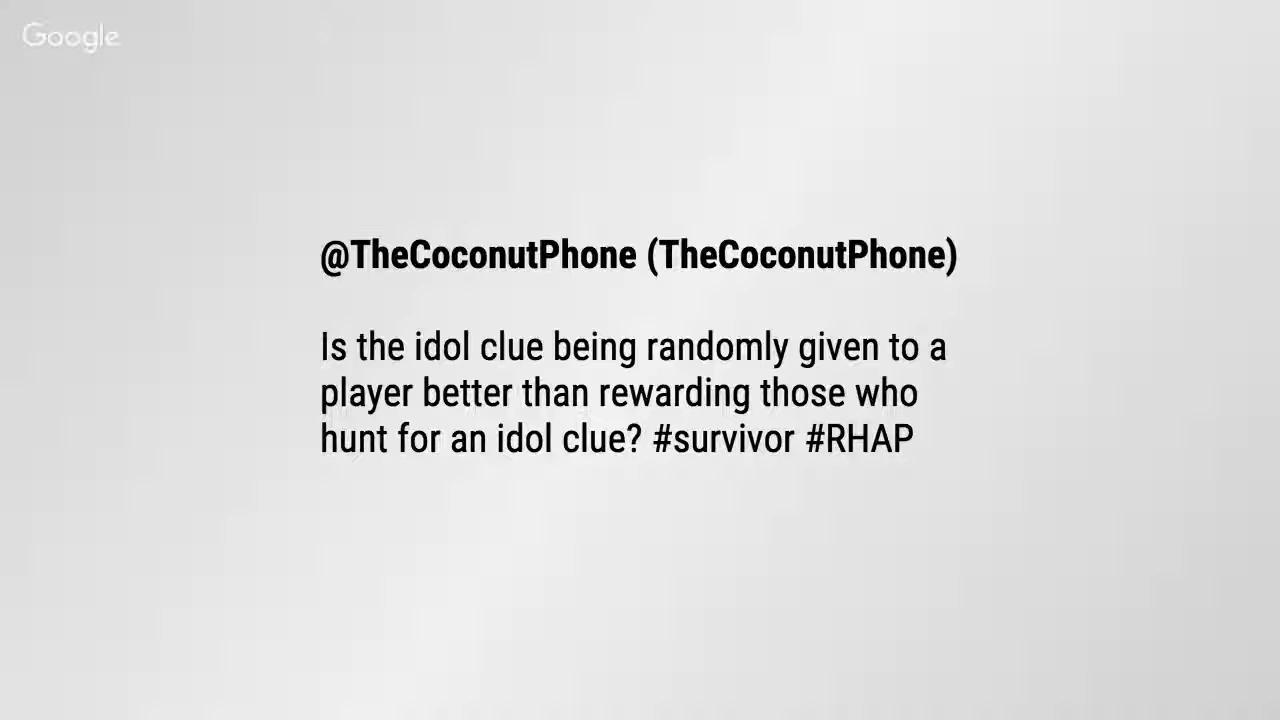 Google
@TheCoconutPhone (TheCoconutPhone)
Is the idol clue being randomly given to a
player better than rewarding those who
hunt for an idol clue? #survivor #RHAP